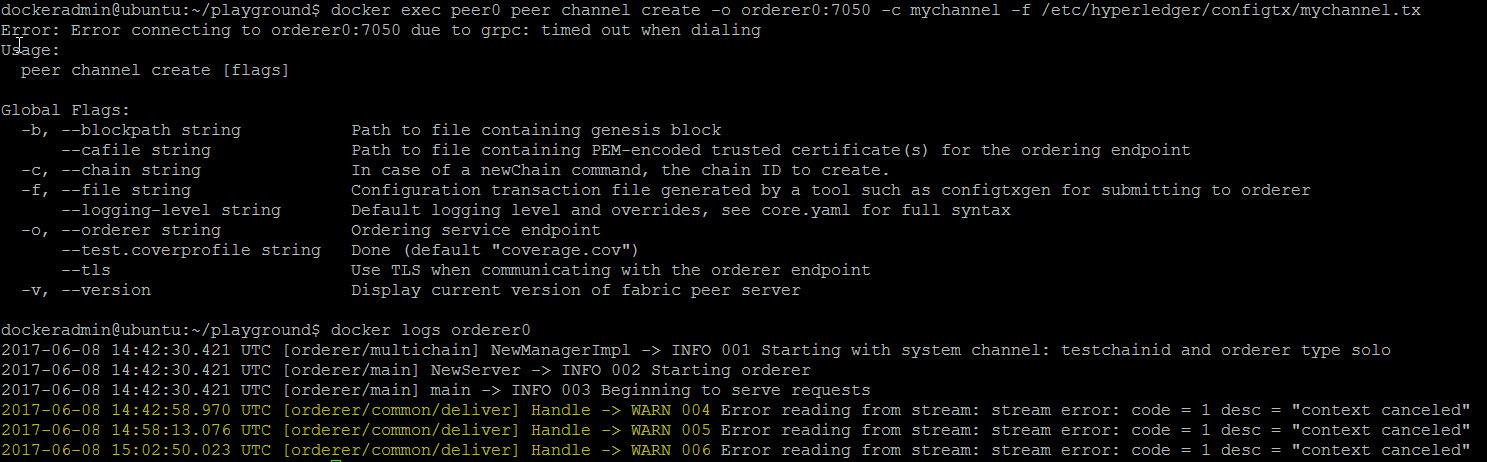 dockeradmin@ubuntu:~/playground$ docker exec peer0 peer channel create -o orderer0:7050 -c mychannel -f /etc/hyperledger/configtx/mychannel.tx
Error: Error connecting to orderer0:7050 due to grpc: timed out when dialing
Usage:
  peer channel create [flags]

Global Flags:
  -b, --blockpath string           Path to file containing genesis block
      --cafile string              Path to file containing PEM-encoded trusted certificate(s) for the ordering endpoint
  -c, --chain string               In case of a newChain command, the chain ID to create.
  -f, --file string                Configuration transaction file generated by a tool such as configtxgen for submitting to orderer
      --logging-level string       Default logging level and overrides, see core.yaml for full syntax
  -o, --orderer string             Ordering service endpoint
      --test.coverprofile string   Done (default "coverage.cov")
      --tls                        Use TLS when communicating with the orderer endpoint
  -v, --version                    Display current version of fabric peer server

dockeradmin@ubuntu:~/playground$ docker logs orderer0
2017-06-08 14:42:30.421 UTC [orderer/multichain] NewManagerImpl -> INFO 001 Starting with system channel: testchainid and orderer type solo
2017-06-08 14:42:30.421 UTC [orderer/main] NewServer -> INFO 002 Starting orderer
2017-06-08 14:42:30.421 UTC [orderer/main] main -> INFO 003 Beginning to serve requests
2017-06-08 14:42:58.970 UTC [orderer/common/deliver] Handle -> WARN 004 Error reading from stream: stream error: code = 1 desc = "context canceled"
2017-06-08 14:58:13.076 UTC [orderer/common/deliver] Handle -> WARN 005 Error reading from stream: stream error: code = 1 desc = "context canceled"
2017-06-08 15:02:50.023 UTC [orderer/common/deliver] Handle -> WARN 006 Error reading from stream: stream error: code = 1 desc = "context canceled"